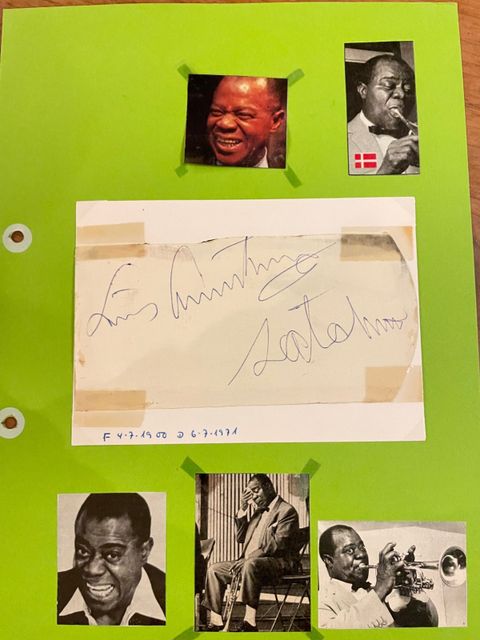 Louis Armstrong
Satchmo
F 4-7-1900 D 6-7-1971